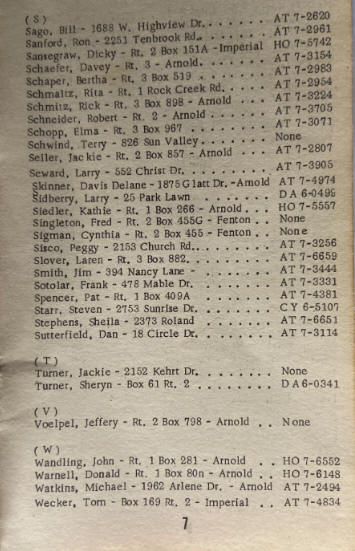 ( S )
Sago, Bill - 1688 W. Highview Dr. . . . . AT 7-2620
Sanford, Ron - 2251 Tenbrook Rd. . . . . AT 7-2961
Sansegraw, Dicky - Rt. 2 Box 151A -Imperial HO 7-5742
Schaefer, Davey - Rt. 3 - Arnold. . . . . AT 7-3154
Schaper, Bertha - Rt. 3 Box 519 . . . . . AT 7-2983
Schmaltz, Rita - Rt. 1 Rock Creek Rd. . . . AT 7-2954
Schmitz, Rick - Rt. 3 Box 898 - Arnold . . . AT 7-3224
Schneider, Robert - Rt. 2 - Arnold . . . . AT 7-3705
Schopp, Elma - Rt. 3 Box 967 . . . . . . AT 7-3071
Schwind, Terry - 826 Sun Valley. . . . . . None
Seller, Jackie - Rt. 2 Box 857 - Arnold . . . AT 7-2807
Seward, Larry - 552 Christ Dr. . . . . . . AT 7-3905
Skinner, Davis Delane - 1875 Glatt Dr. -Arnold AT 7-4974
Sidberry, Larry - 25 Park Lawn . . . . . DA 6-0495
Siedler, Kathie - Rt. 1 Box 266 - Arnold . . HO 7-5557
Singleton, Fred - Rt. 2 Box 455G - Fenton . . None
Sigman, Cynthia - Rt. 2 Box 455 - Fenton . . None
Sisco, Peggy - 2153 Church Rd. . . . . . AT 7-3256
Slover, Laren - Rt. 3 Box 882. . . . . . . AT 7-6659
Smith, Jim - 394 Nancy Lane - . . . . . AT 7-3444
Sotolar, Frank - 478 Mable Dr. . . . . . . AT 7-3331
Spencer, Pat - Rt. 1 Box 409A . . . . . . AT 7-4381
Starr, Steven - 2753 Sunrise Dr. . . . . . CY 6-5107
Stephens, Sheila - 2373 Roland . . . . . AT 7-6651
Sutterfield, Dan - 18 Circle Dr. . . . . . AT 7-3114
( T )
Turner, Jackie - 2152 Kehrt Dr. . . . . . None
Turner, Sheryn - Box 61 Rt. 2 . . . . . . DA6-0341
( V )
Voelpel, Jeffery - Rt. 2 Box 798 - Arnold . . None
( W )
Wandling, John - Rt. 1 Box 281 - Arnold . . HO 7-6552
Warnell, Donald - Rt. 1 Box 80n - Arnold . . HO 7-6148
Watkins, Michael - 1962 Arlene Dr. - Arnold AT 7-2494
Wecker, Tom - Box 169 Rt. 2 - Imperial . . AT 7-4834
7